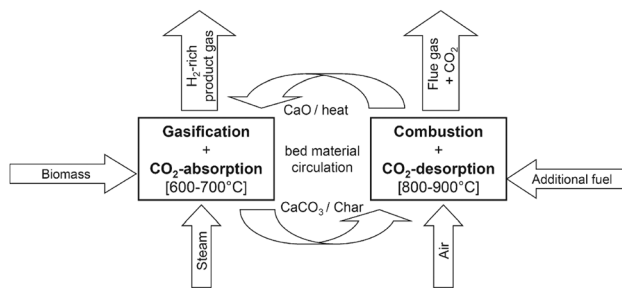 H₂-rich
product gas
Flue gas
+ CO₂
CaO / heat
Gasification
+
CO₂-absorption
[600-700°C]
bed material
circulation
Combustion
+
CO₂-desorption
[800-900°C]
Biomass
Additional fuel
CaCO₃ / Char
Steam
Air